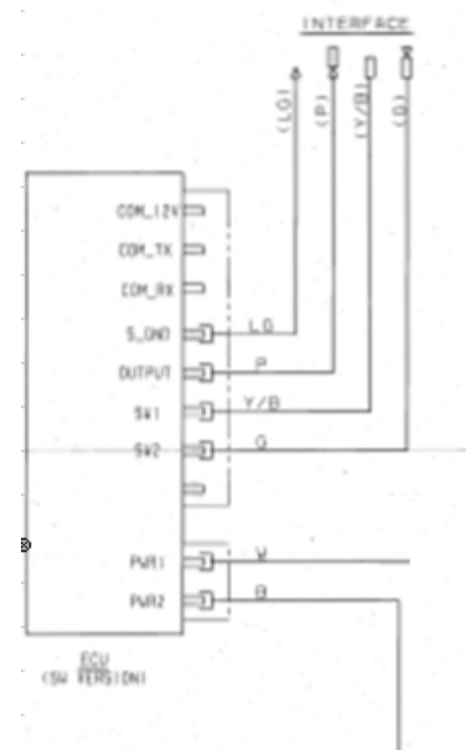 INTERFACE
(LG) (P) (Y/B) (G)
COM_12V
COM_TX
COM_RX
S_GND LG
OUTPUT P
SW1 Y/B
SW2 G
PWR1 W
PWR2 B
ECU
(SW VERSION)